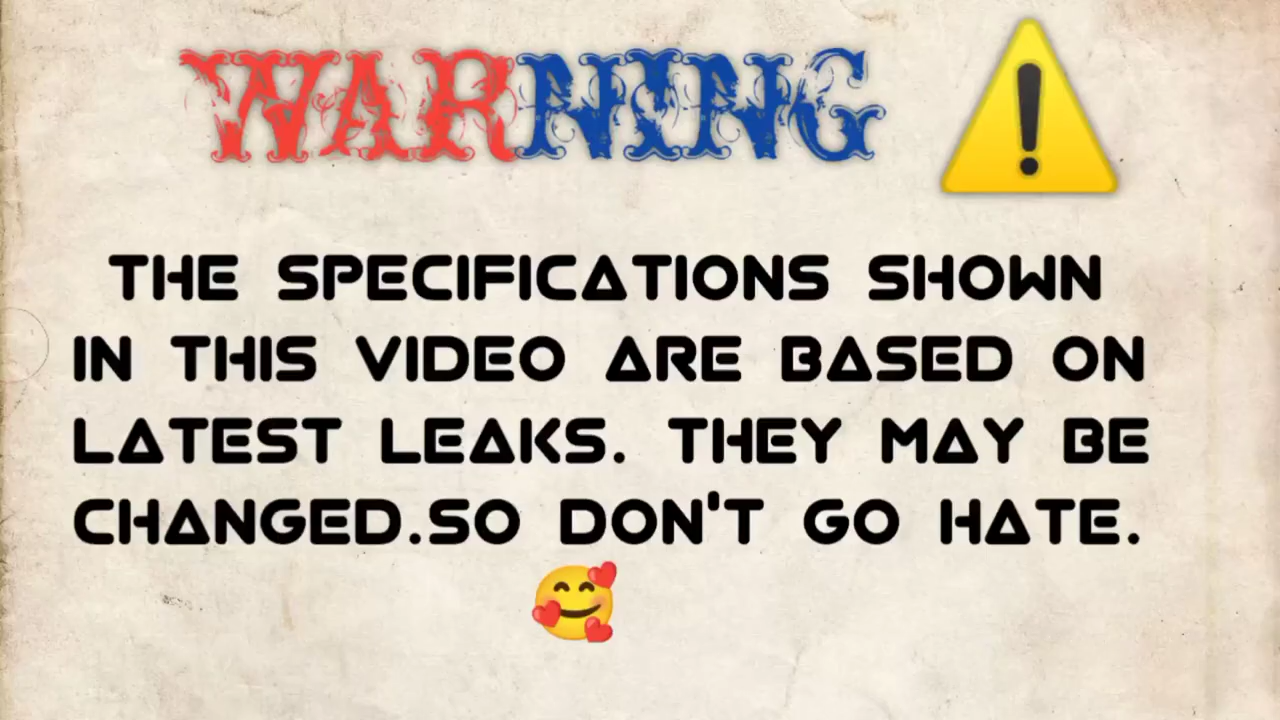 WARNING ⚠️
THE SPECIFICATIONS SHOWN
IN THIS VIDEO ARE BASED ON
LATEST LEAKS. THEY MAY BE
CHANGED.SO DON'T GO HATE.
🥰